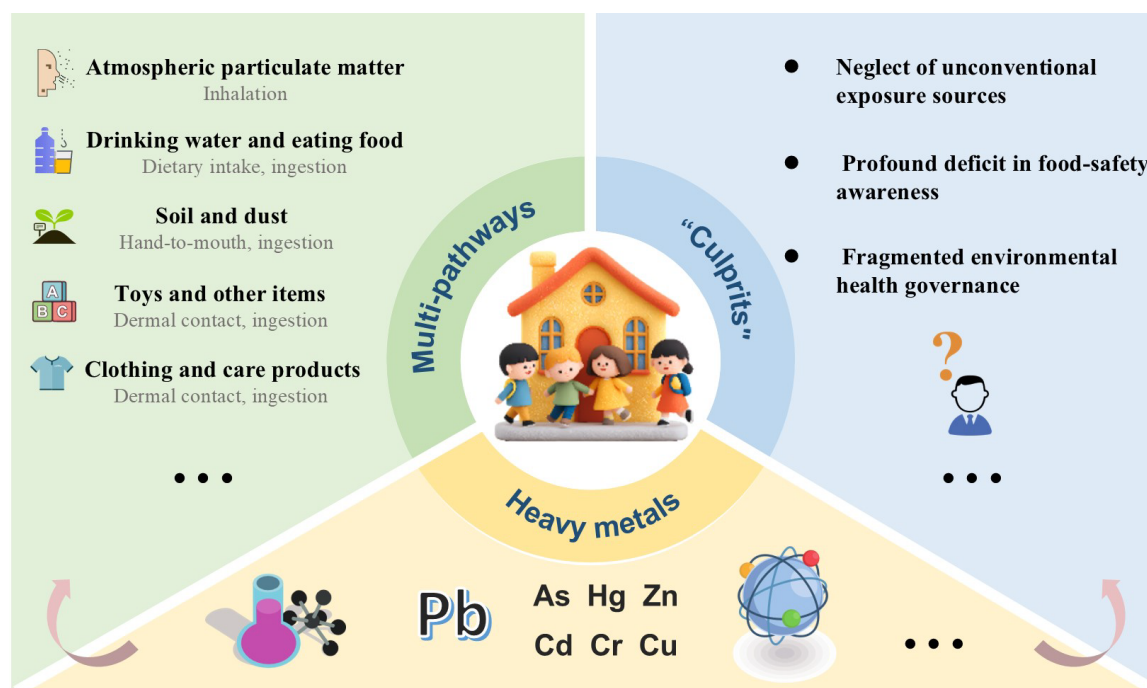 Atmospheric particulate matter
Inhalation
Drinking water and eating food
Dietary intake, ingestion
Soil and dust
Hand-to-mouth, ingestion
Toys and other items
A
B C
Dermal contact, ingestion
Clothing and care products
Dermal contact, ingestion
• • •
Multi-pathways
“Culprits”
● Neglect of unconventional
exposure sources
● Profound deficit in food-safety
awareness
● Fragmented environmental
health governance
?
• • •
Heavy metals
Pb
As Hg Zn
Cd Cr Cu
• • •